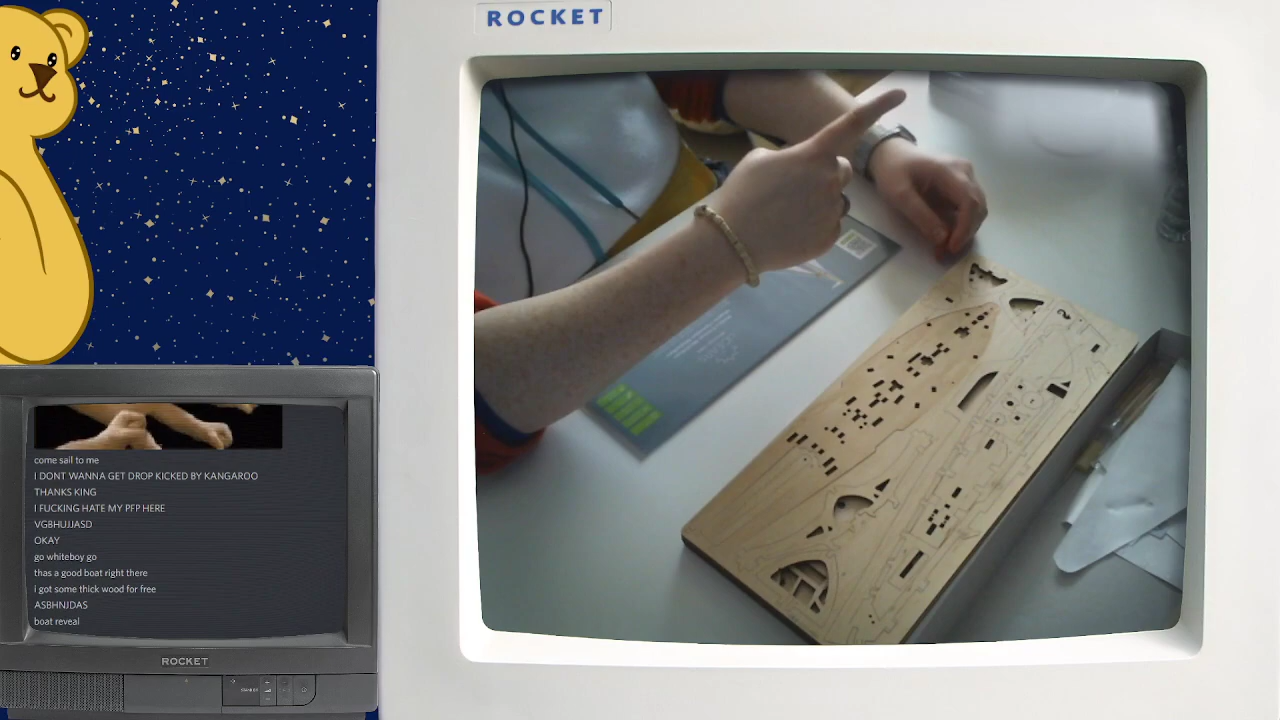 ROCKET
come sail to me
I DONT WANNA GET DROP KICKED BY KANGAROO
THANKS KING
I FUCKING HATE MY PFP HERE
VGBHUJJASD
OKAY
go whiteboy go
thas a good boat right there
i got some thick wood for free
ASBHNJDAS
boat reveal
ROCKET
2